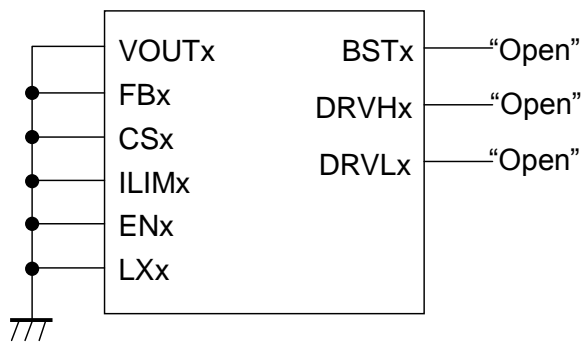 VOUTx
FBx
CSx
ILIMx
ENx
LXx
BSTx
DRVHx
DRVLx
“Open”
“Open”
“Open”